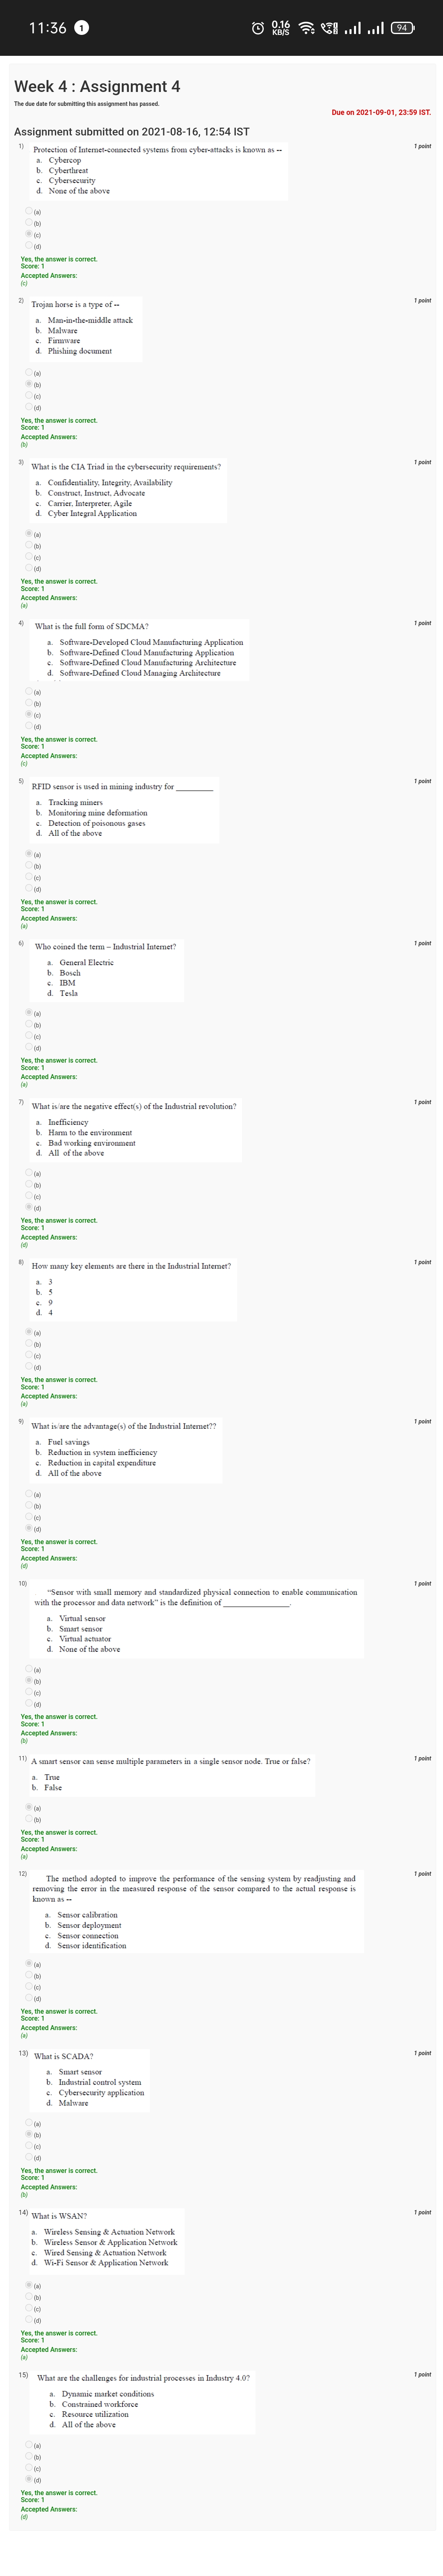 11:36 1 0.16 KB/S 94
Week 4 : Assignment 4
The due date for submitting this assignment has passed.
Due on 2021-09-01, 23:59 IST.
Assignment submitted on 2021-08-16, 12:54 IST
1) Protection of Internet-connected systems from cyber-attacks is known as -- 1 point
a. Cybercop
b. Cyberthreat
c. Cybersecurity
d. None of the above
(a)
(b)
(c)
(d)
Yes, the answer is correct.
Score: 1
Accepted Answers:
(c)
2) Trojan horse is a type of -- 1 point
a. Man-in-the-middle attack
b. Malware
c. Firmware
d. Phishing document
(a)
(b)
(c)
(d)
Yes, the answer is correct.
Score: 1
Accepted Answers:
(b)
3) What is the CIA Triad in the cybersecurity requirements? 1 point
a. Confidentiality, Integrity, Availability
b. Construct, Instruct, Advocate
c. Carrier, Interpreter, Agile
d. Cyber Integral Application
(a)
(b)
(c)
(d)
Yes, the answer is correct.
Score: 1
Accepted Answers:
(a)
4) What is the full form of SDCMA? 1 point
a. Software-Developed Cloud Manufacturing Application
b. Software-Defined Cloud Manufacturing Application
c. Software-Defined Cloud Manufacturing Architecture
d. Software-Defined Cloud Managing Architecture
(a)
(b)
(c)
(d)
Yes, the answer is correct.
Score: 1
Accepted Answers:
(c)
5) RFID sensor is used in mining industry for _________ 1 point
a. Tracking miners
b. Monitoring mine deformation
c. Detection of poisonous gases
d. All of the above
(a)
(b)
(c)
(d)
Yes, the answer is correct.
Score: 1
Accepted Answers:
(a)
6) Who coined the term – Industrial Internet? 1 point
a. General Electric
b. Bosch
c. IBM
d. Tesla
(a)
(b)
(c)
(d)
Yes, the answer is correct.
Score: 1
Accepted Answers:
(a)
7) What is/are the negative effect(s) of the Industrial revolution? 1 point
a. Inefficiency
b. Harm to the environment
c. Bad working environment
d. All of the above
(a)
(b)
(c)
(d)
Yes, the answer is correct.
Score: 1
Accepted Answers:
(d)
8) How many key elements are there in the Industrial Internet? 1 point
a. 3
b. 5
c. 9
d. 4
(a)
(b)
(c)
(d)
Yes, the answer is correct.
Score: 1
Accepted Answers:
(a)
9) What is/are the advantage(s) of the Industrial Internet?? 1 point
a. Fuel savings
b. Reduction in system inefficiency
c. Reduction in capital expenditure
d. All of the above
(a)
(b)
(c)
(d)
Yes, the answer is correct.
Score: 1
Accepted Answers:
(d)
10) “Sensor with small memory and standardized physical connection to enable communication 1 point
with the processor and data network” is the definition of ________________.
a. Virtual sensor
b. Smart sensor
c. Virtual actuator
d. None of the above
(a)
(b)
(c)
(d)
Yes, the answer is correct.
Score: 1
Accepted Answers:
(b)
11) A smart sensor can sense multiple parameters in a single sensor node. True or false? 1 point
a. True
b. False
(a)
(b)
Yes, the answer is correct.
Score: 1
Accepted Answers:
(a)
12) The method adopted to improve the performance of the sensing system by readjusting and 1 point
removing the error in the measured response of the sensor compared to the actual response is
known as --
a. Sensor calibration
b. Sensor deployment
c. Sensor connection
d. Sensor identification
(a)
(b)
(c)
(d)
Yes, the answer is correct.
Score: 1
Accepted Answers:
(a)
13) What is SCADA? 1 point
a. Smart sensor
b. Industrial control system
c. Cybersecurity application
d. Malware
(a)
(b)
(c)
(d)
Yes, the answer is correct.
Score: 1
Accepted Answers:
(b)
14) What is WSAN? 1 point
a. Wireless Sensing & Actuation Network
b. Wireless Sensor & Application Network
c. Wired Sensing & Actuation Network
d. Wi-Fi Sensor & Application Network
(a)
(b)
(c)
(d)
Yes, the answer is correct.
Score: 1
Accepted Answers:
(a)
15) What are the challenges for industrial processes in Industry 4.0? 1 point
a. Dynamic market conditions
b. Constrained workforce
c. Resource utilization
d. All of the above
(a)
(b)
(c)
(d)
Yes, the answer is correct.
Score: 1
Accepted Answers:
(d)